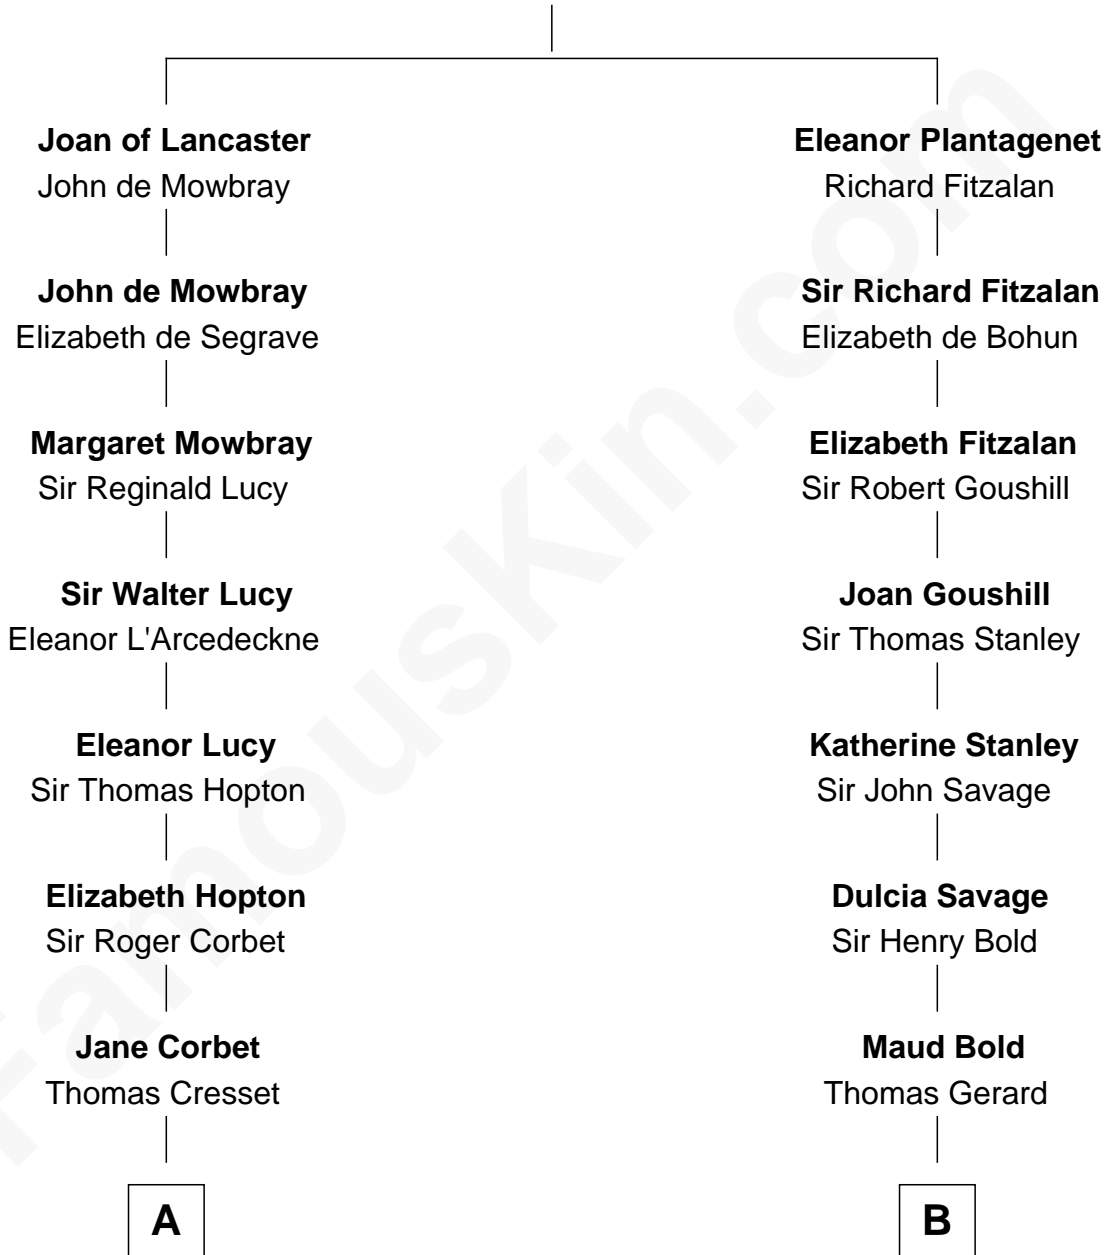 Joan of Lancaster
John de Mowbray
John de Mowbray
Elizabeth de Segrave
Margaret Mowbray
Sir Reginald Lucy
Sir Walter Lucy
Eleanor L'Arcedeckne
Eleanor Lucy
Sir Thomas Hopton
Elizabeth Hopton
Sir Roger Corbet
Jane Corbet
Thomas Cresset
A
Eleanor Plantagenet
Richard Fitzalan
Sir Richard Fitzalan
Elizabeth de Bohun
Elizabeth Fitzalan
Sir Robert Goushill
Joan Goushill
Sir Thomas Stanley
Katherine Stanley
Sir John Savage
Dulcia Savage
Sir Henry Bold
Maud Bold
Thomas Gerard
B
FamousKin.com